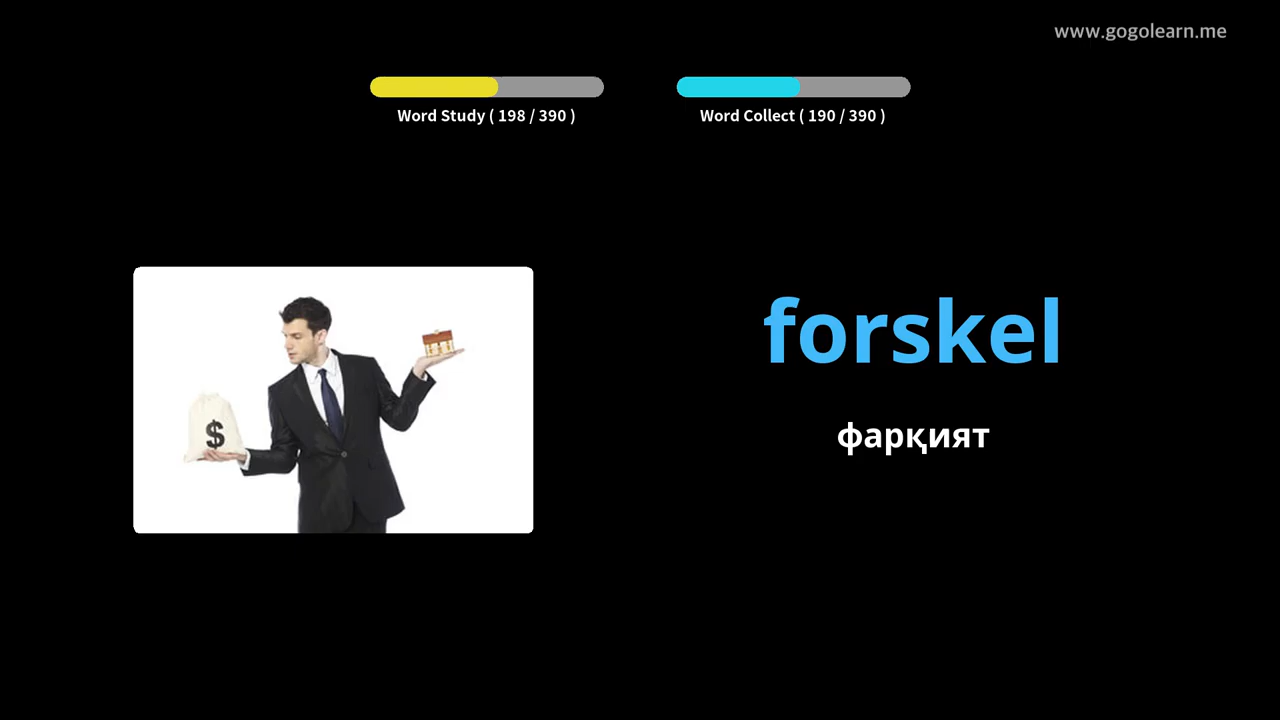 www.gogolearn.me
Word Study ( 198 / 390 )
Word Collect ( 190 / 390 )
$
forskel
фарқият